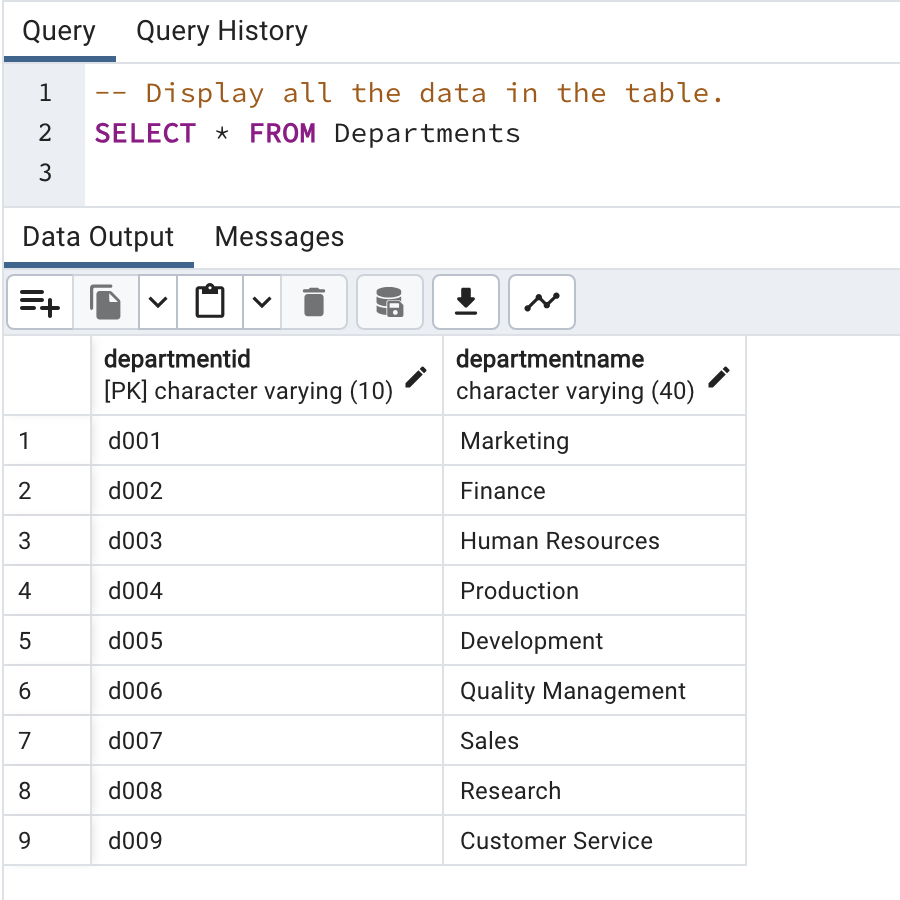 Query Query History
1 -- Display all the data in the table.
2 SELECT * FROM Departments
3
Data Output Messages
departmentid departmentname
[PK] character varying (10) character varying (40)
1 d001 Marketing
2 d002 Finance
3 d003 Human Resources
4 d004 Production
5 d005 Development
6 d006 Quality Management
7 d007 Sales
8 d008 Research
9 d009 Customer Service